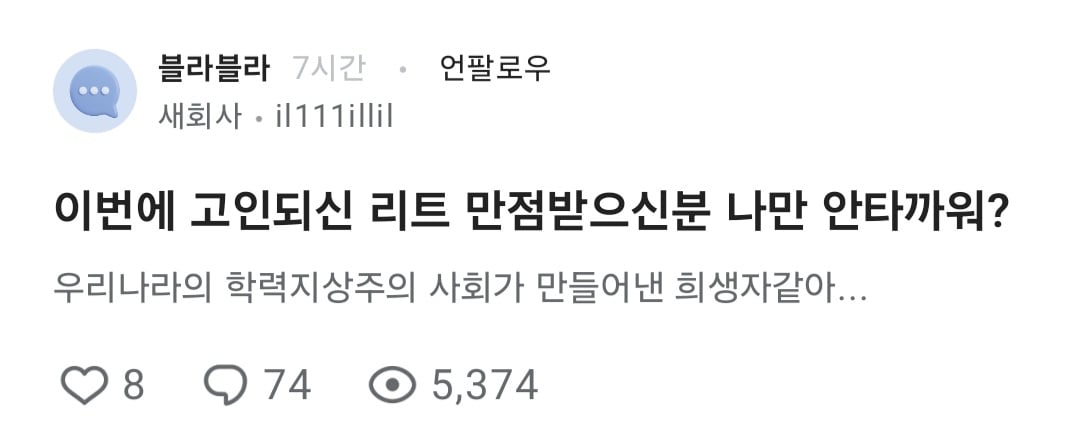 블라블라 7시간 • 언팔로우
새회사 • il111illil
이번에 고인되신 리트 만점받으신분 나만 안타까워?
우리나라의 학력지상주의 사회가 만들어낸 희생자같아...
8 74 5,374